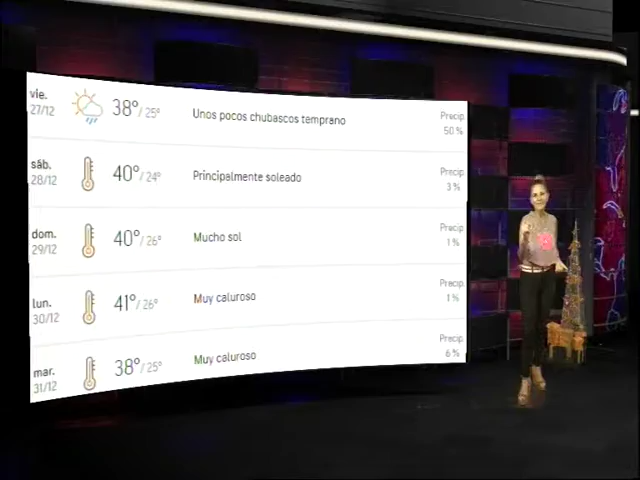 vie.
27/12
38°/25°
Unos pocos chubascos temprano
Precip.
50 %
sáb.
28/12
40°/24°
Principalmente soleado
Precip.
3 %
dom.
29/12
40°/26°
Mucho sol
Precip.
1 %
lun.
30/12
41°/26°
Muy caluroso
Precip.
1 %
mar.
31/12
38°/25°
Muy caluroso
Precip.
6 %